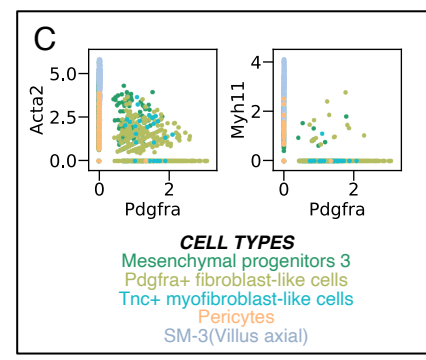 C
Acta2
5.0
2.5
0.0
0
2
Pdgfra
Myh11
4
2
0
0
2
Pdgfra
CELL TYPES
Mesenchymal progenitors 3
Pdgfra+ fibroblast-like cells
Tnc+ myofibroblast-like cells
Pericytes
SM-3(Villus axial)